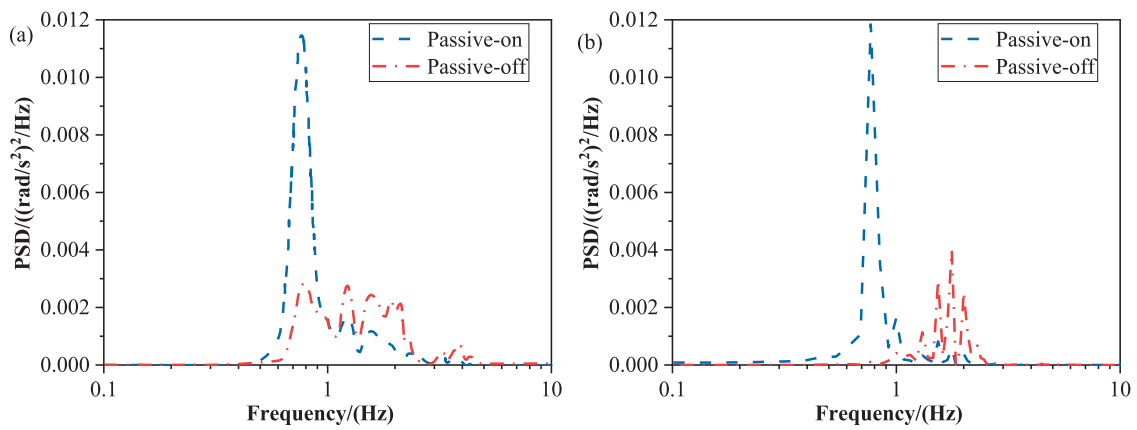 (a)
0.012
0.010
0.008
0.006
0.004
0.002
0.000
PSD/((rad/s²)²/Hz)
Passive-on
Passive-off
0.1
1
10
Frequency/(Hz)
(b)
0.012
0.010
0.008
0.006
0.004
0.002
0.000
PSD/((rad/s²)²/Hz)
Passive-on
Passive-off
0.1
1
10
Frequency/(Hz)